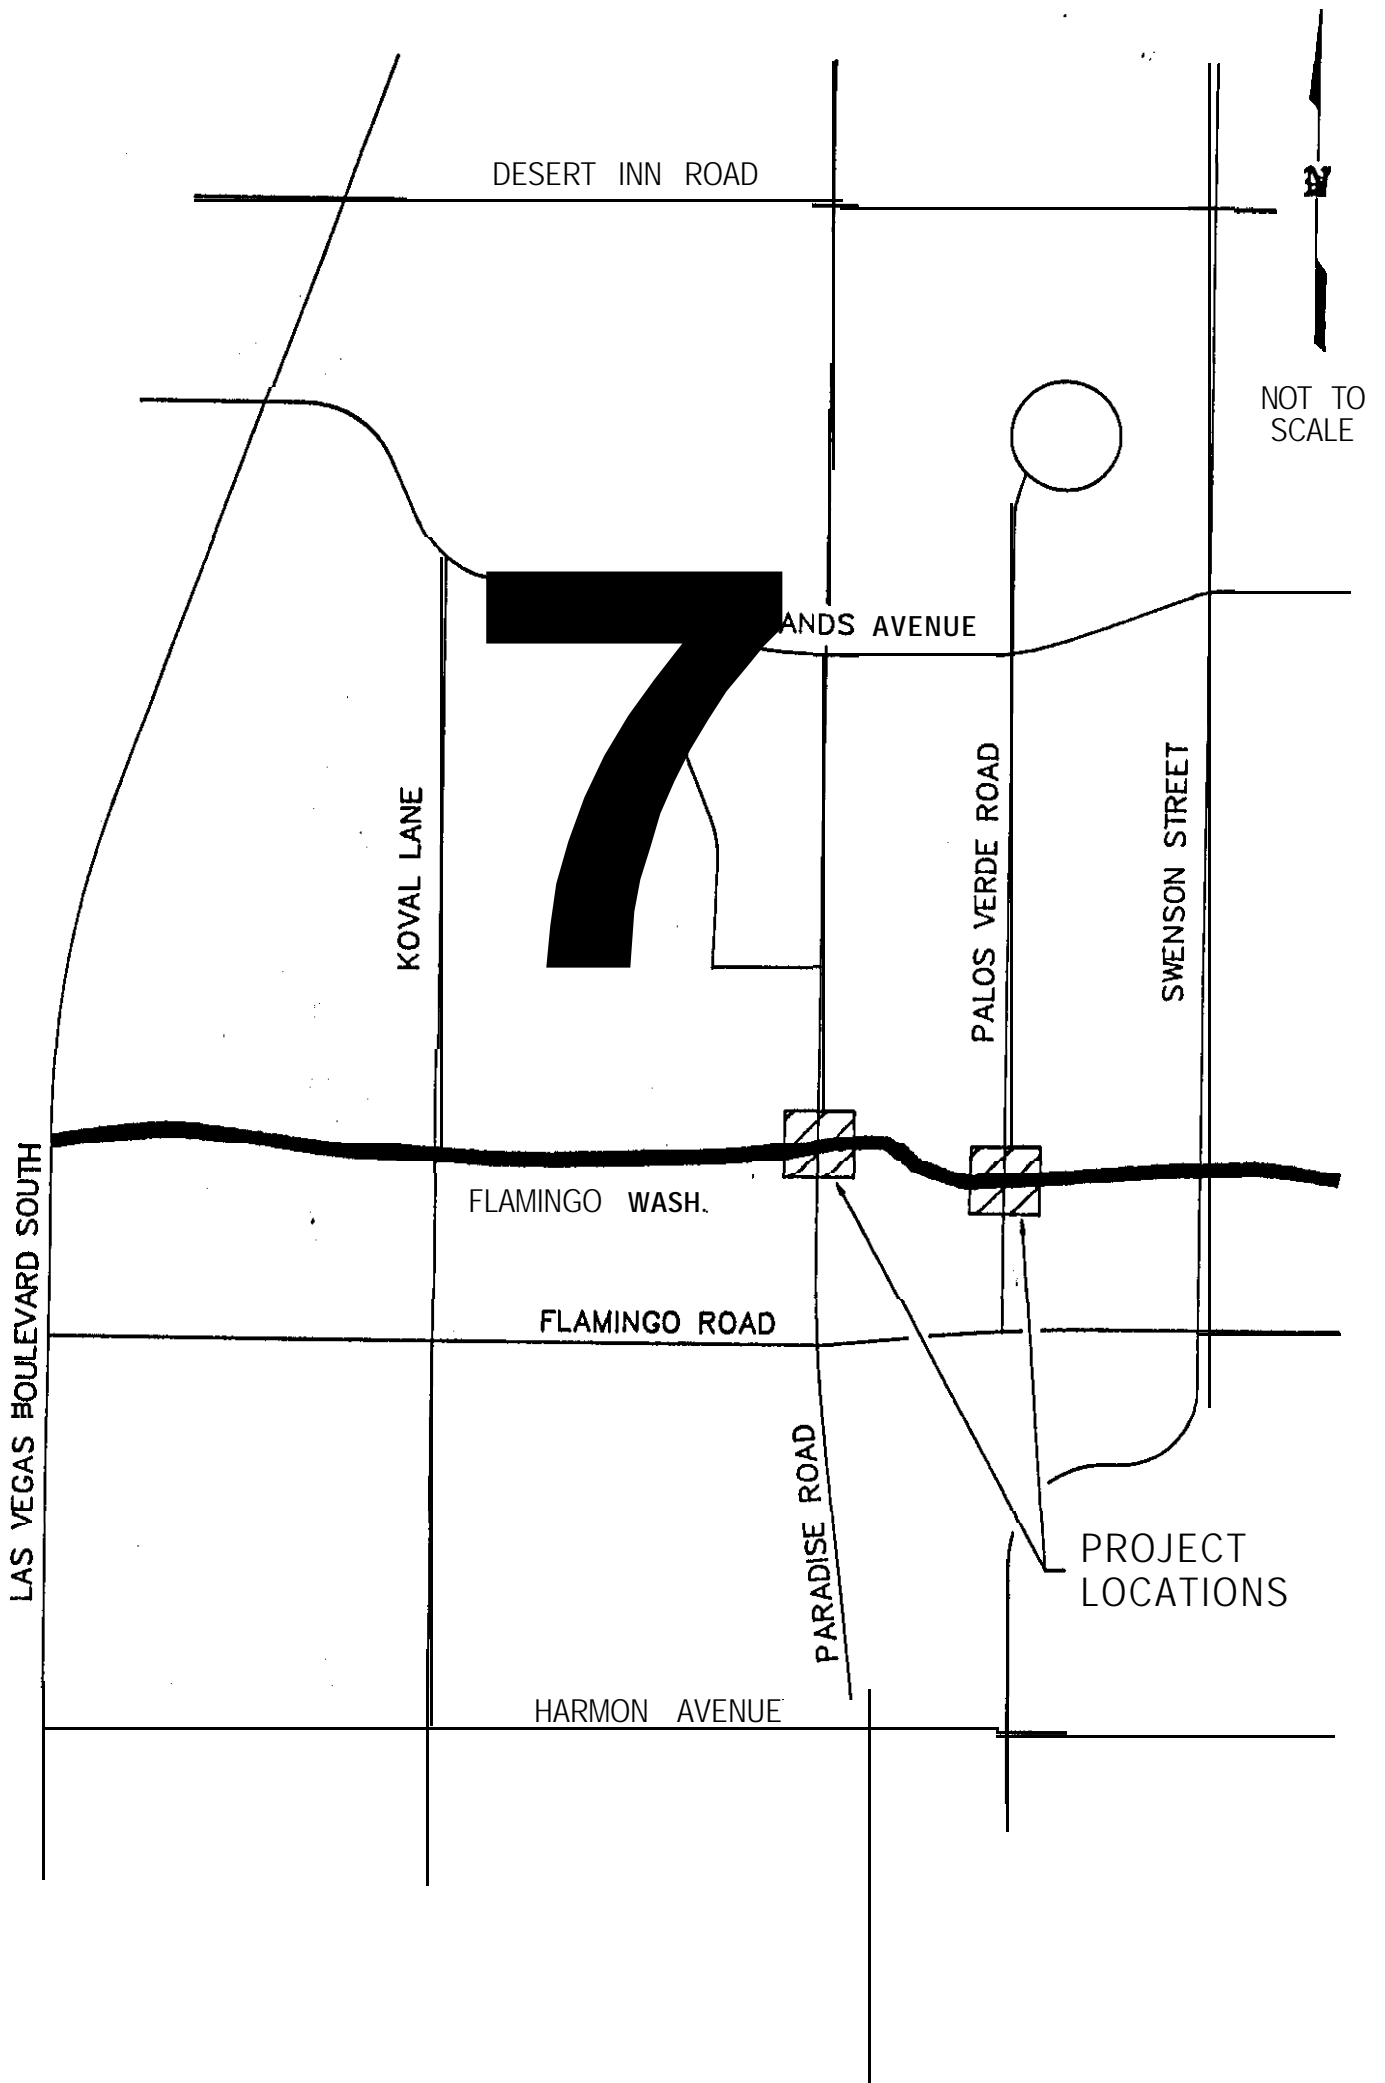 DESERT INN ROAD
N
NOT TO
SCALE
7
ANDS AVENUE
KOVAL LANE
PALOS VERDE ROAD
SWENSON STREET
LAS VEGAS BOULEVARD SOUTH
FLAMINGO WASH.
FLAMINGO ROAD
PARADISE ROAD
PROJECT
LOCATIONS
HARMON AVENUE